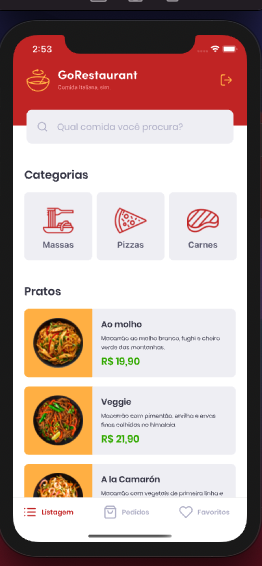 2:53
GoRestaurant
Comida Italiana, sim
Qual comida você procura?
Categorias
Massas
Pizzas
Carnes
Pratos
Ao molho
Macarrão ao molho branco, fughi e cheiro
verde das montanhas.
R$ 19,90
Veggie
Macarrão com pimentão, ervilha e ervas
finas colhidas no himalaia.
R$ 21,90
A la Camarón
Macarrão com vegetais de primeira linha e
Listagem
Pedidos
Favoritos